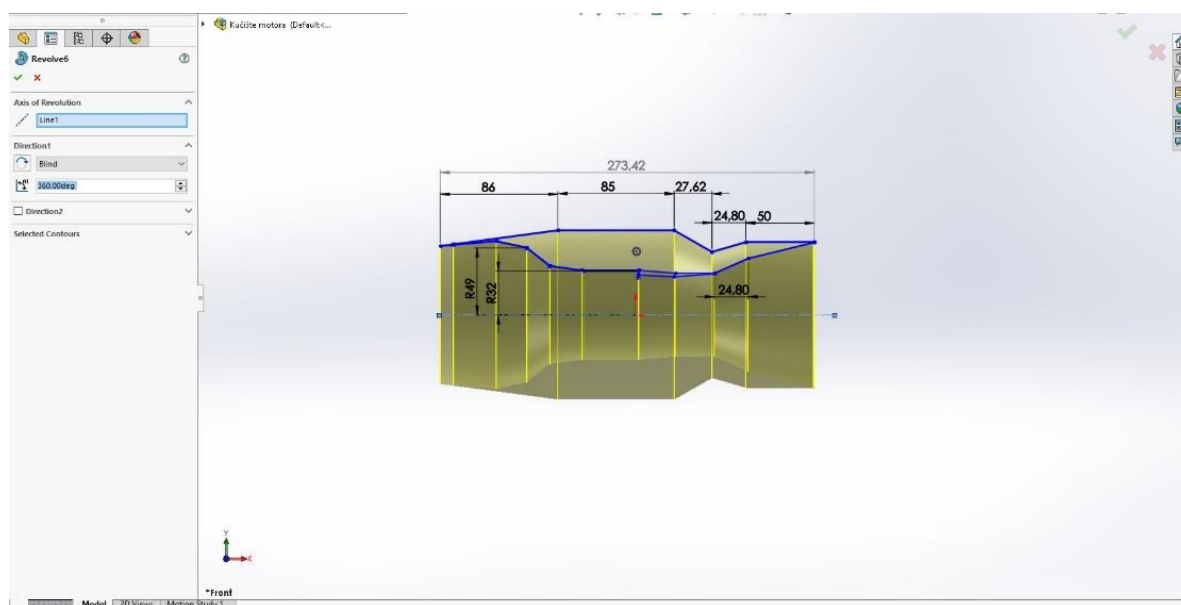 Kućište motora (Default<...
Revolve6
Axis of Revolution
Line1
Direction1
Blind
360.00deg
Direction2
Selected Contours
273,42
86
85
27,62
24,80
50
R49
R32
24,80
Y
X
*Front
Model
3D Views
Motion Study 1